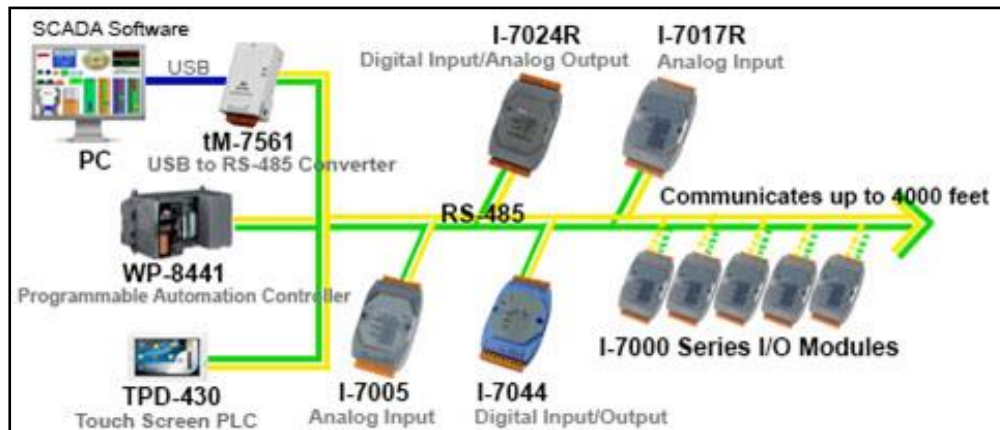 SCADA Software
USB
PC
tM-7561
USB to RS-485 Converter
I-7024R
Digital Input/Analog Output
I-7017R
Analog Input
WP-8441
Programmable Automation Controller
RS-485
Communicates up to 4000 feet
TPD-430
Touch Screen PLC
I-7005
Analog Input
I-7044
Digital Input/Output
I-7000 Series I/O Modules